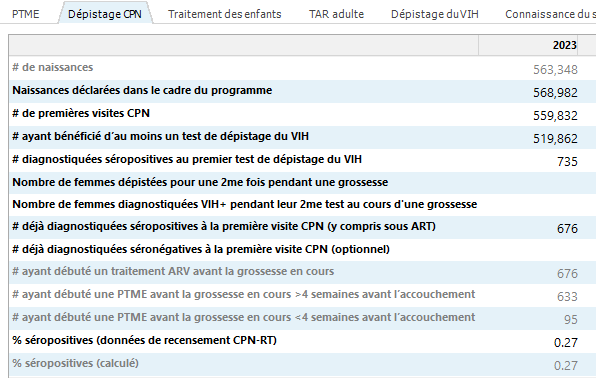 PTME Dépistage CPN Traitement des enfants TAR adulte Dépistage du VIH Connaissance du s
2023
# de naissances 563,348
Naissances déclarées dans le cadre du programme 568,982
# de premières visites CPN 559,832
# ayant bénéficié d’au moins un test de dépistage du VIH 519,862
# diagnostiquées séropositives au premier test de dépistage du VIH 735
Nombre de femmes dépistées pour une 2me fois pendant une grossesse
Nombre de femmes diagnostiquées VIH+ pendant leur 2me test au cours d'une grossesse
# déjà diagnostiquées séropositives à la première visite CPN (y compris sous ART) 676
# déjà diagnostiquées séronégatives à la première visite CPN (optionnel)
# ayant débuté un traitement ARV avant la grossesse en cours 676
# ayant débuté une PTME avant la grossesse en cours >4 semaines avant l’accouchement 633
# ayant débuté une PTME avant la grossesse en cours <4 semaines avant l’accouchement 95
% séropositives (données de recensement CPN-RT) 0.27
% séropositives (calculé) 0.27